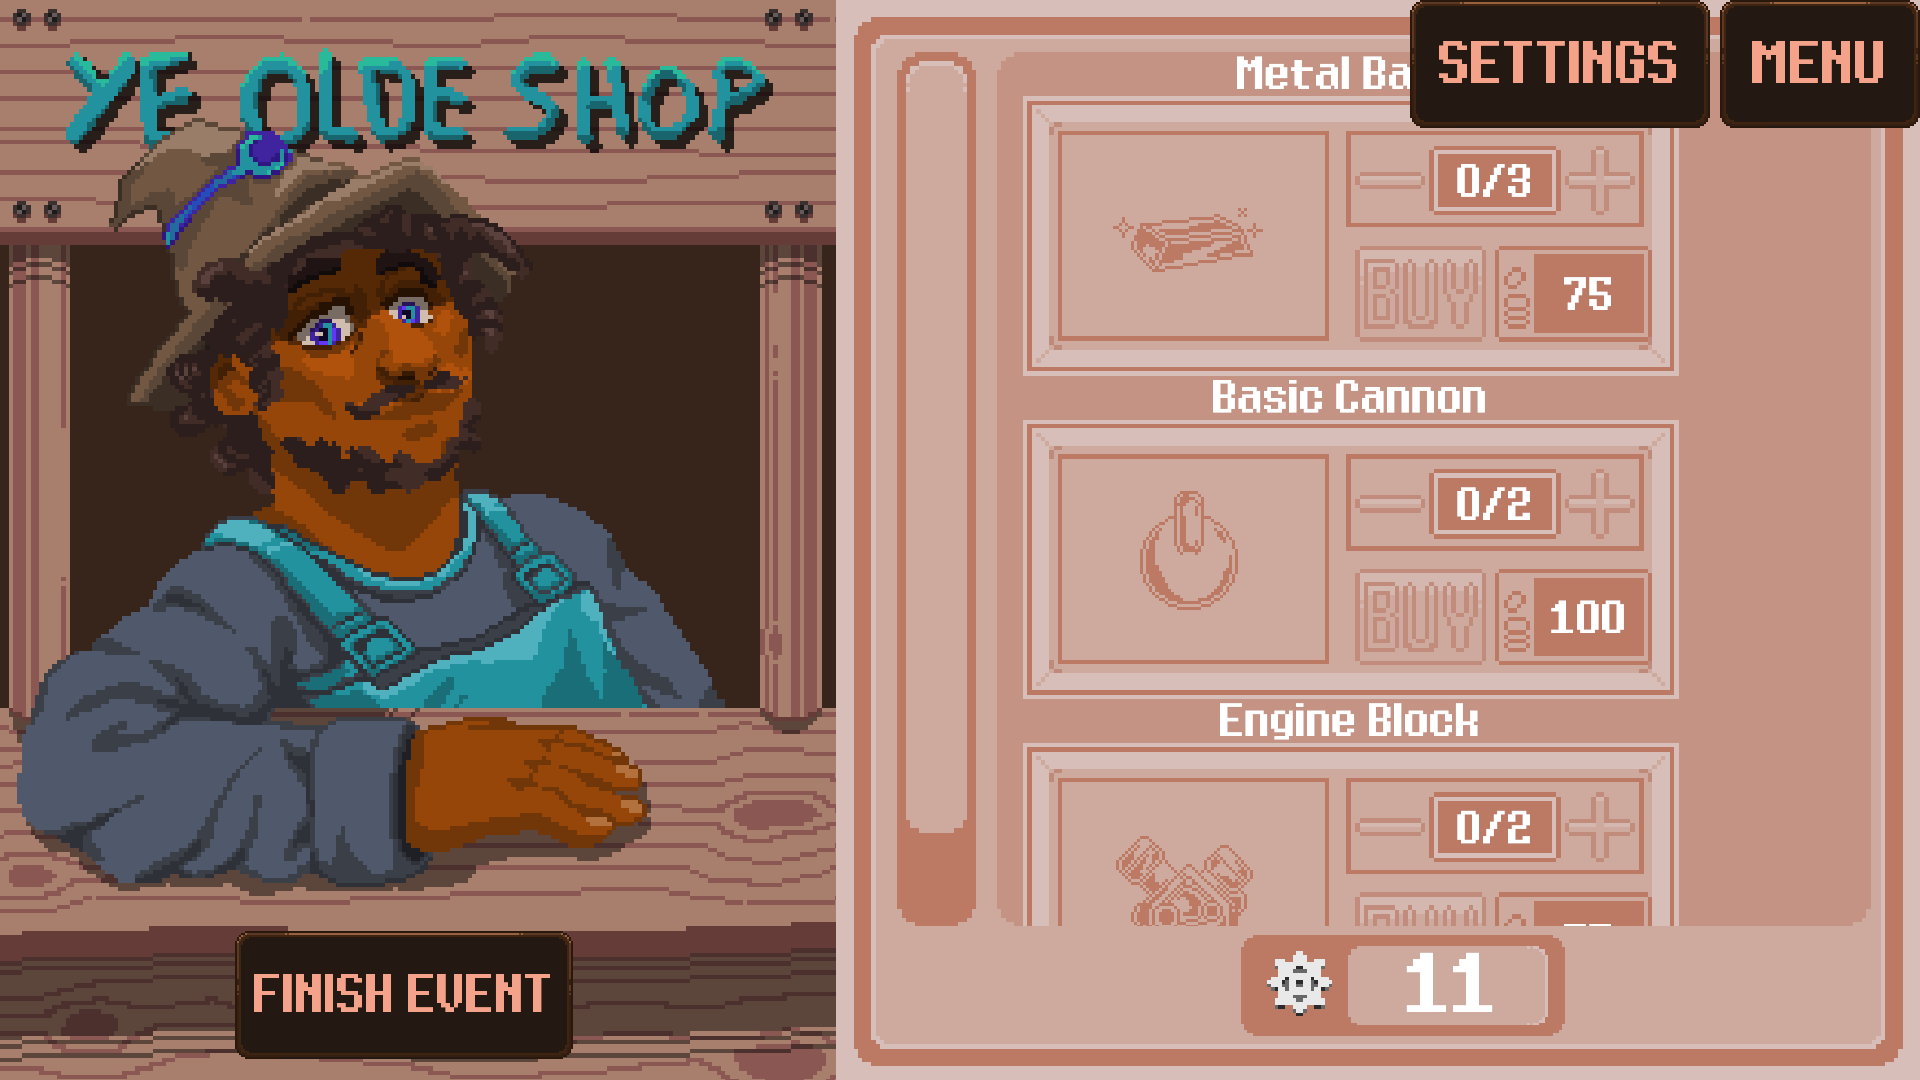 YE OLDE SHOP
FINISH EVENT
SETTINGS
MENU
Metal Ba
0/3
BUY
75
Basic Cannon
0/2
BUY
100
Engine Block
0/2
11